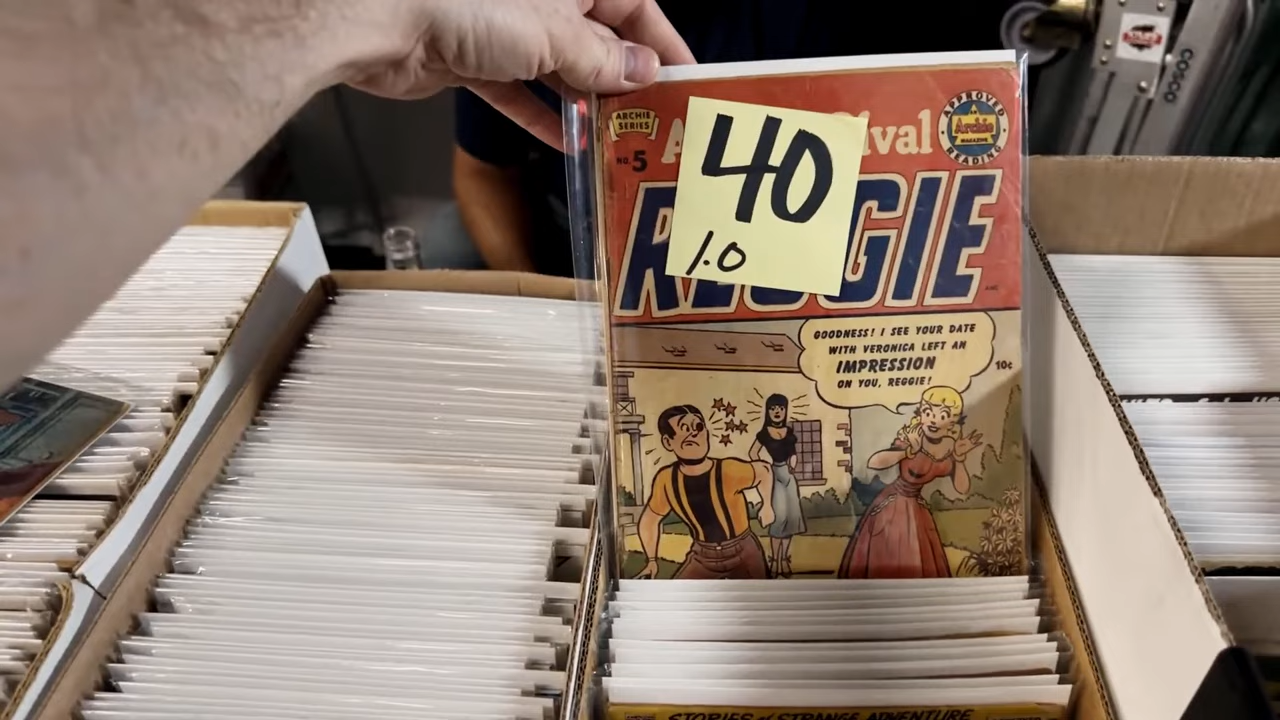 ARCHIE
SERIES
NO. 5
APPROVED
Archie
MAGAZINE
READING
40
1.0
GOODNESS! I SEE YOUR DATE
WITH VERONICA LEFT AN
IMPRESSION
ON YOU, REGGIE!
10¢
COSCO
STORIES of STRANGE ADVENTURE